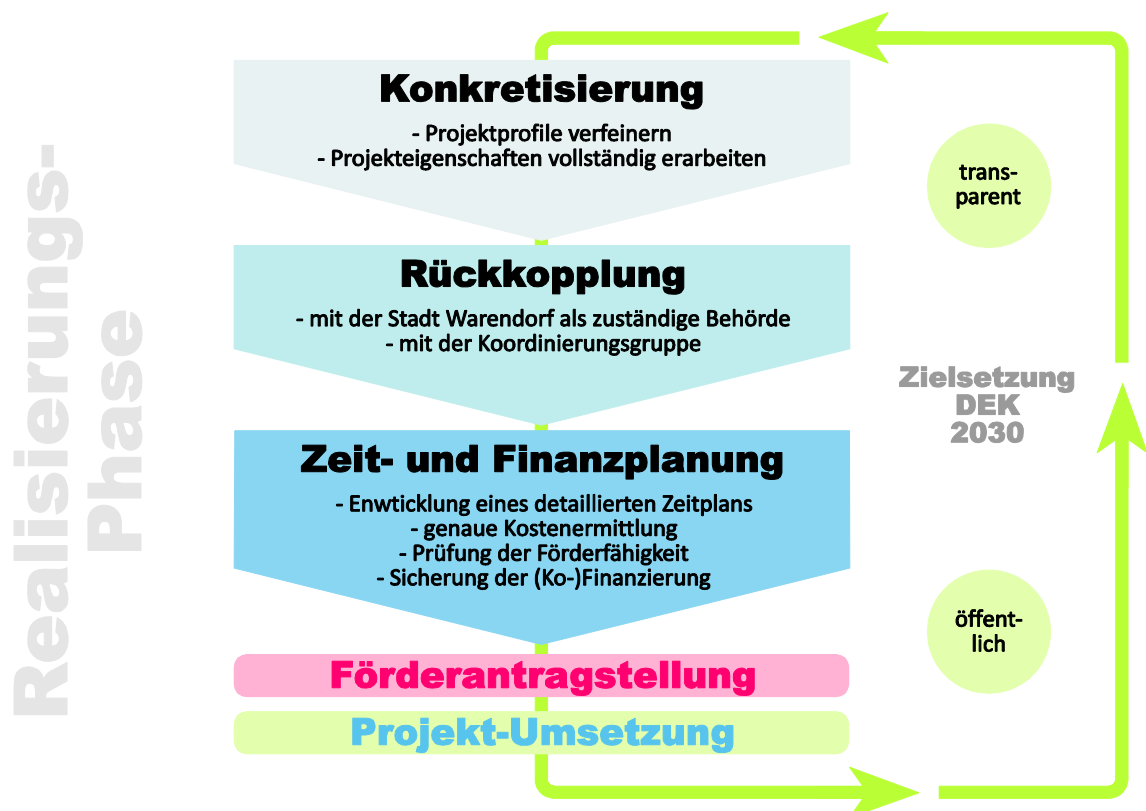 Realisierungs-
Phase
Konkretisierung
- Projektprofile verfeinern
- Projekteigenschaften vollständig erarbeiten
Rückkopplung
- mit der Stadt Warendorf als zuständige Behörde
- mit der Koordinierungsgruppe
Zeit- und Finanzplanung
- Enwticklung eines detaillierten Zeitplans
- genaue Kostenermittlung
- Prüfung der Förderfähigkeit
- Sicherung der (Ko-)Finanzierung
Förderantragstellung
Projekt-Umsetzung
trans-
parent
Zielsetzung
DEK
2030
öffent-
lich